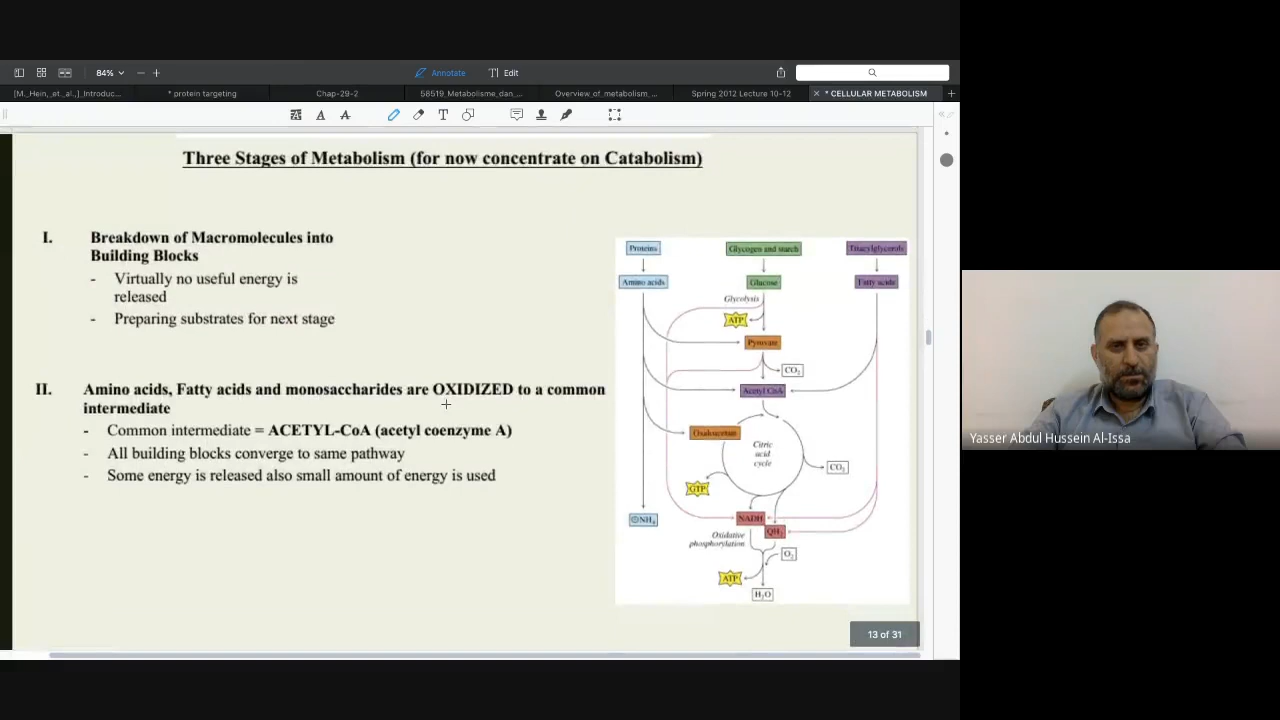 84%
Annotate
Edit
[M._Hein,_et._al.,]_Introduc...
* protein targeting
Chap-29-2
58519_Metabolisme_dan_...
Overview_of_metabolism_...
Spring 2012 Lecture 10-12
* CELLULAR METABOLISM
Three Stages of Metabolism (for now concentrate on Catabolism)
I. Breakdown of Macromolecules into
Building Blocks
- Virtually no useful energy is
released
- Preparing substrates for next stage
II. Amino acids, Fatty acids and monosaccharides are OXIDIZED to a common
intermediate
- Common intermediate = ACETYL-CoA (acetyl coenzyme A)
- All building blocks converge to same pathway
- Some energy is released also small amount of energy is used
Proteins
Glycogen and starch
Triacylglycerols
Amino acids
Glucose
Fatty acids
Glycolysis
ATP
Pyruvate
CO2
Acetyl CoA
Oxaloacetate
Citric
acid
cycle
CO2
GTP
NADH
QH2
⊕NH4
Oxidative
phosphorylation
O2
ATP
H2O
13 of 31
Yasser Abdul Hussein Al-Issa